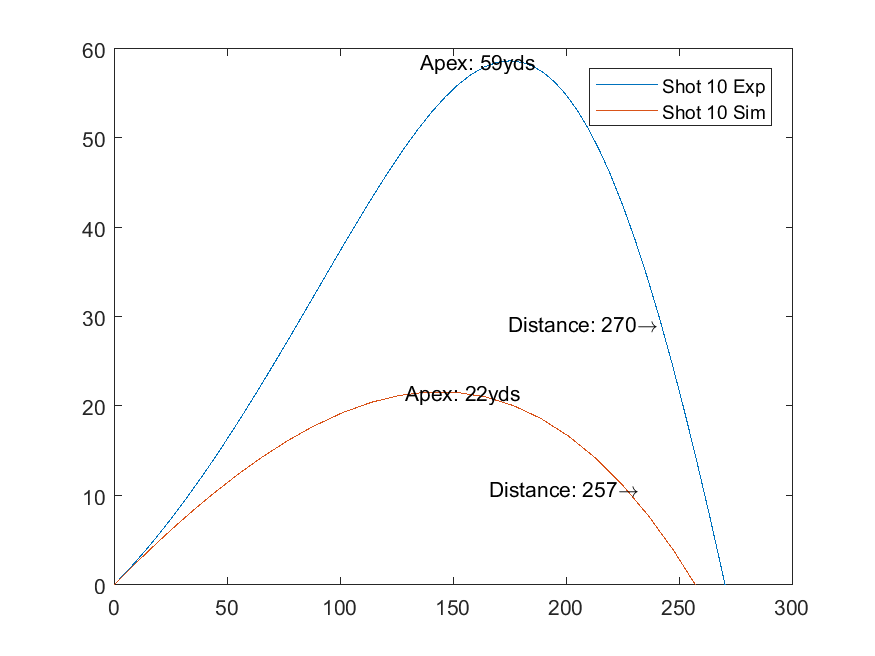 60
Apex: 59yds
Shot 10 Exp
Shot 10 Sim
50
40
30
Distance: 270→
20
Apex: 22yds
10
Distance: 257→
0
0 50 100 150 200 250 300